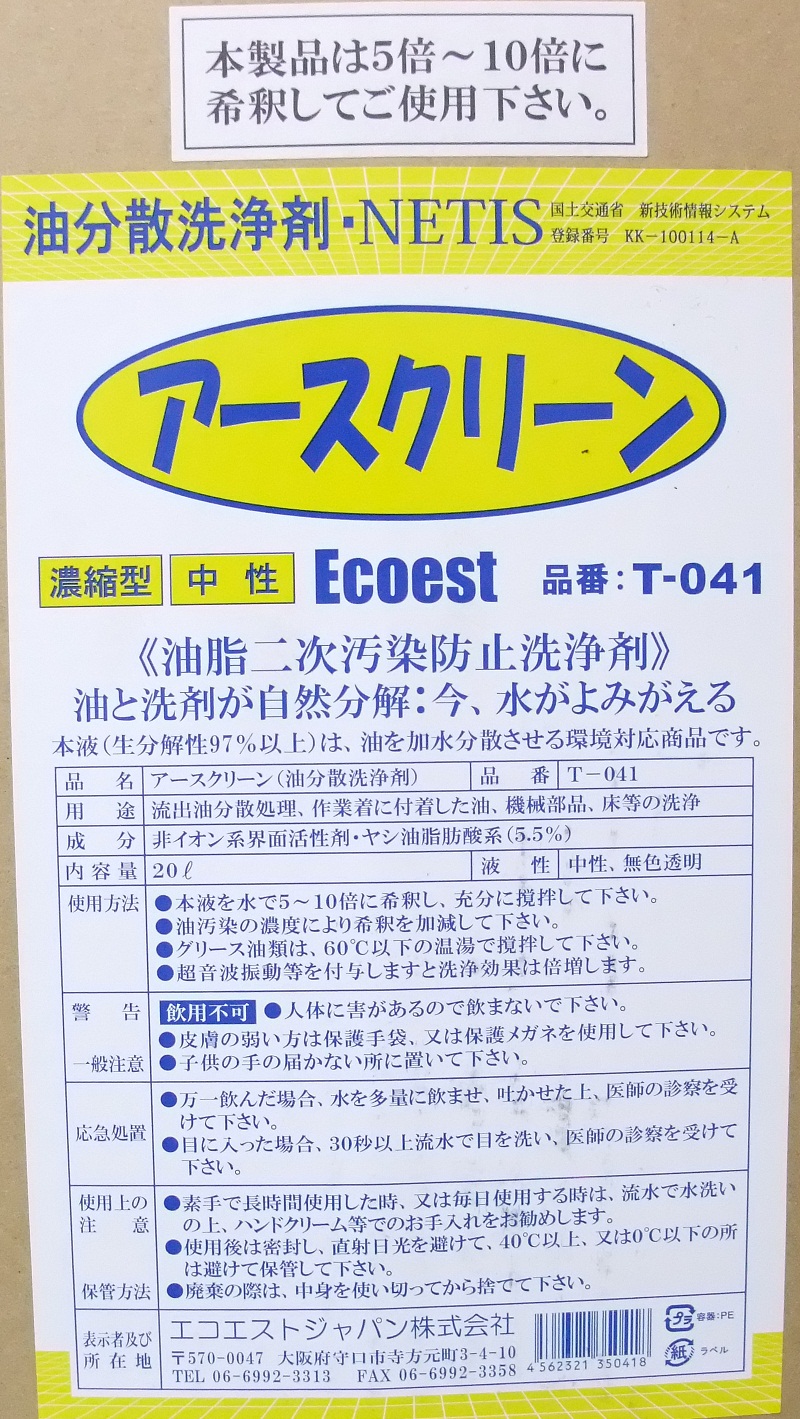 本製品は5倍～10倍に
希釈してご使用下さい。
油分散洗浄剤・NETIS 国土交通省 新技術情報システム
登録番号 KK-100114-A
アースクリーン
濃縮型 中性 Ecoest 品番：T-041
《油脂二次汚染防止洗浄剤》
油と洗剤が自然分解：今、水がよみがえる
本液（生分解性97%以上）は、油を加水分散させる環境対応商品です。
品名 アースクリーン（油分散洗浄剤） 品番 T-041
用途 流出油分散処理、作業着に付着した油、機械部品、床等の洗浄
成分 非イオン系界面活性剤・ヤシ油脂肪酸系（5.5%）
内容量 20ℓ 液性 中性、無色透明
使用方法 ●本液を水で5～10倍に希釈し、充分に撹拌して下さい。
●油汚染の濃度により希釈を加減して下さい。
●グリース油類は、60℃以下の温湯で撹拌して下さい。
●超音波振動等を付与しますと洗浄効果は倍増します。
警告 飲用不可 ●人体に害があるので飲まないで下さい。
●皮膚の弱い方は保護手袋、又は保護メガネを使用して下さい。
一般注意 ●子供の手の届かない所に置いて下さい。
応急処置 ●万一飲んだ場合、水を多量に飲ませ、吐かせた上、医師の診察を受
けて下さい。
●目に入った場合、30秒以上流水で目を洗い、医師の診察を受けて
下さい。
使用上の ●素手で長時間使用した時、又は毎日使用する時は、流水で水洗い
注意 の上、ハンドクリーム等でのお手入れをお勧めします。
●使用後は密封し、直射日光を避けて、40℃以上、又は0℃以下の所
は避けて保管して下さい。
保管方法 ●廃棄の際は、中身を使い切ってから捨てて下さい。
表示者及び エコエストジャパン株式会社
所在地 〒570-0047 大阪府守口市寺方元町3-4-10
TEL 06-6992-3313 FAX 06-6992-3358
4 562321 350418
プラ 容器：PE
紙 ラベル